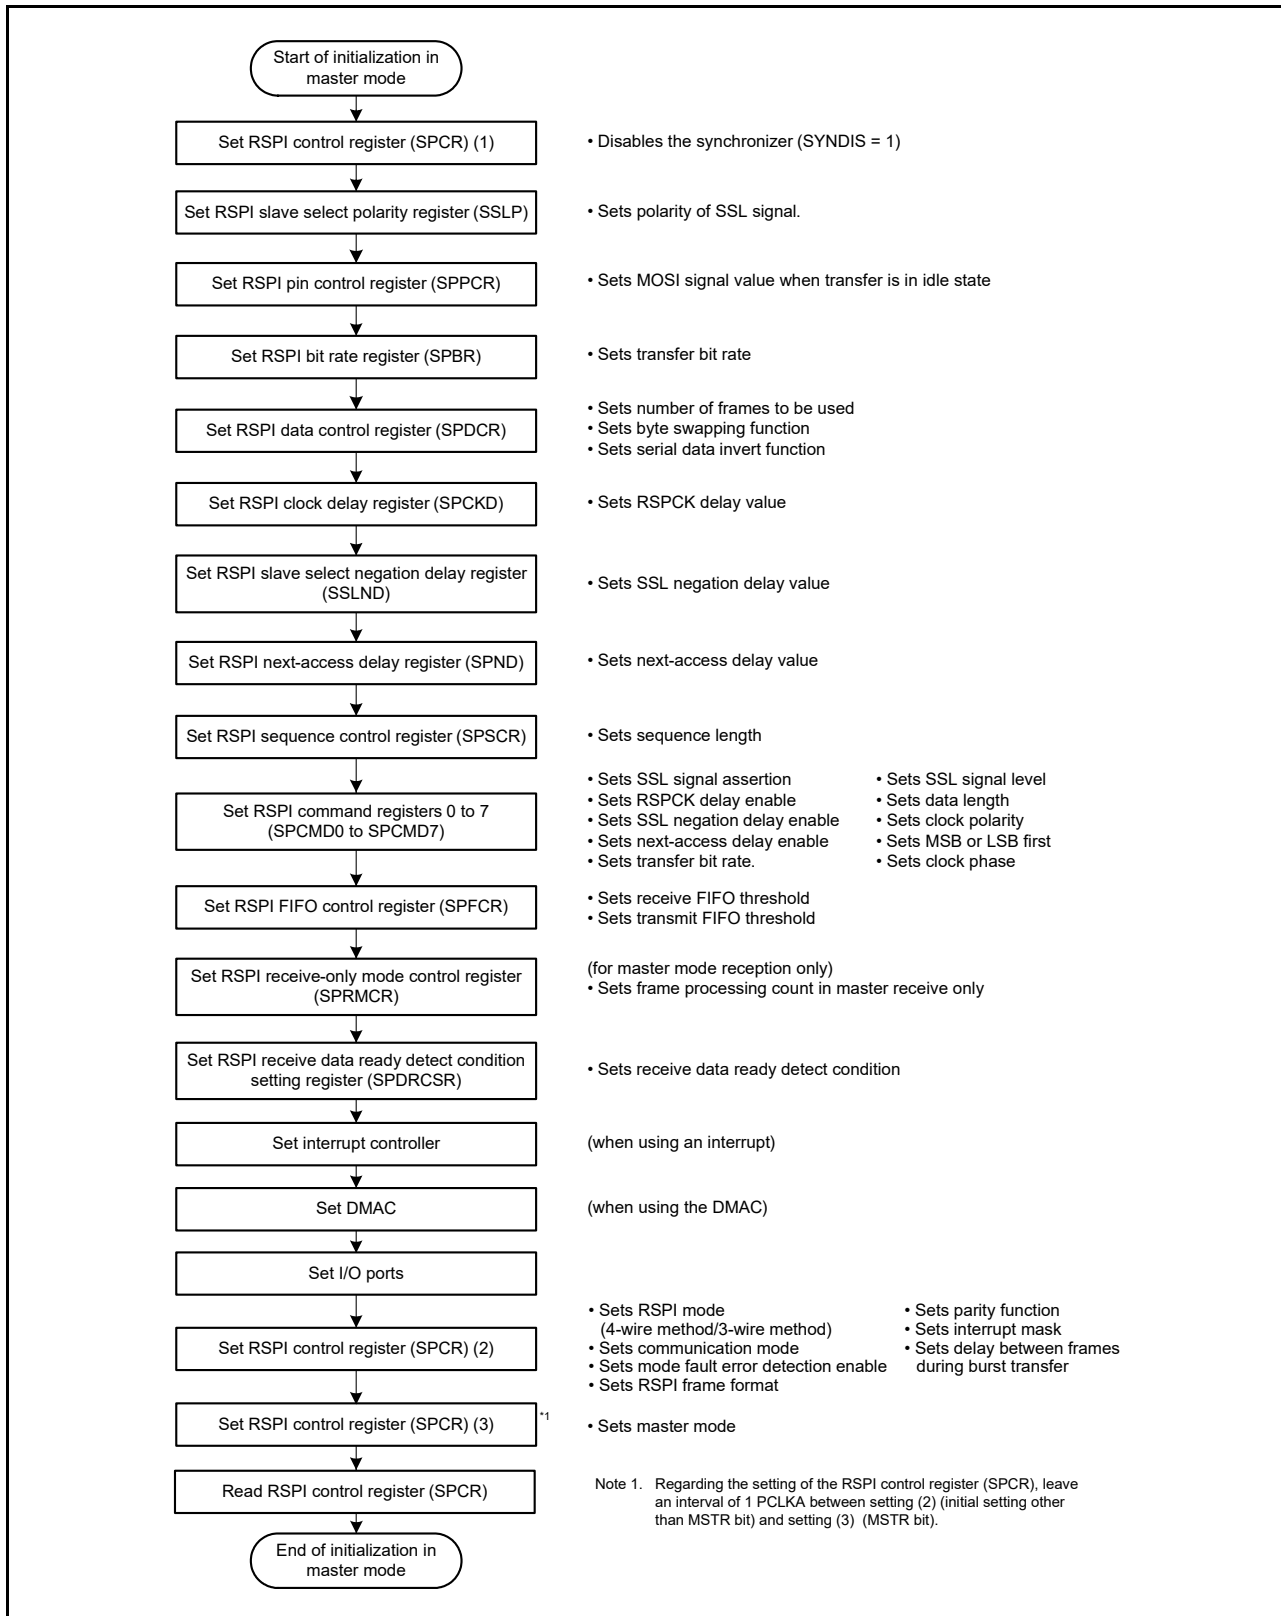 Start of initialization in
master mode
Set RSPI control register (SPCR) (1)
• Disables the synchronizer (SYNDIS = 1)
Set RSPI slave select polarity register (SSLP)
• Sets polarity of SSL signal.
Set RSPI pin control register (SPPCR)
• Sets MOSI signal value when transfer is in idle state
Set RSPI bit rate register (SPBR)
• Sets transfer bit rate
Set RSPI data control register (SPDCR)
• Sets number of frames to be used
• Sets byte swapping function
• Sets serial data invert function
Set RSPI clock delay register (SPCKD)
• Sets RSPCK delay value
Set RSPI slave select negation delay register
(SSLND)
• Sets SSL negation delay value
Set RSPI next-access delay register (SPND)
• Sets next-access delay value
Set RSPI sequence control register (SPSCR)
• Sets sequence length
Set RSPI command registers 0 to 7
(SPCMD0 to SPCMD7)
• Sets SSL signal assertion
• Sets RSPCK delay enable
• Sets SSL negation delay enable
• Sets next-access delay enable
• Sets transfer bit rate.
• Sets SSL signal level
• Sets data length
• Sets clock polarity
• Sets MSB or LSB first
• Sets clock phase
Set RSPI FIFO control register (SPFCR)
• Sets receive FIFO threshold
• Sets transmit FIFO threshold
Set RSPI receive-only mode control register
(SPRMCR)
(for master mode reception only)
• Sets frame processing count in master receive only
Set RSPI receive data ready detect condition
setting register (SPDRCSR)
• Sets receive data ready detect condition
Set interrupt controller
(when using an interrupt)
Set DMAC
(when using the DMAC)
Set I/O ports
Set RSPI control register (SPCR) (2)
• Sets RSPI mode
(4-wire method/3-wire method)
• Sets communication mode
• Sets mode fault error detection enable
• Sets RSPI frame format
• Sets parity function
• Sets interrupt mask
• Sets delay between frames
during burst transfer
Set RSPI control register (SPCR) (3)
*1
• Sets master mode
Read RSPI control register (SPCR)
Note 1. Regarding the setting of the RSPI control register (SPCR), leave
an interval of 1 PCLKA between setting (2) (initial setting other
than MSTR bit) and setting (3) (MSTR bit).
End of initialization in
master mode